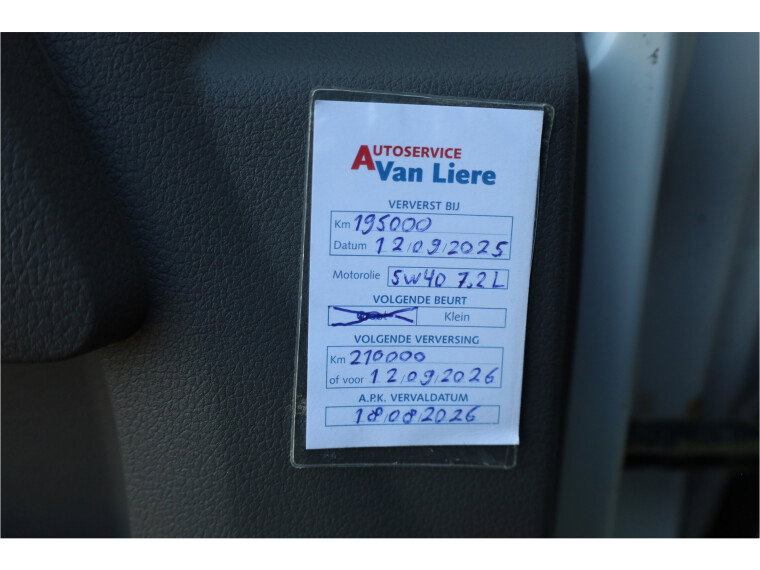 AUTOSERVICE
Van Liere
VERVERST BIJ
Km 195000
Datum 12/09/2025
Motorolie 5W40 7.2L
VOLGENDE BEURT
Klein
VOLGENDE VERVERSING
Km 210000
of voor 12/09/2026
A.P.K. VERVALDATUM
18/08/2026